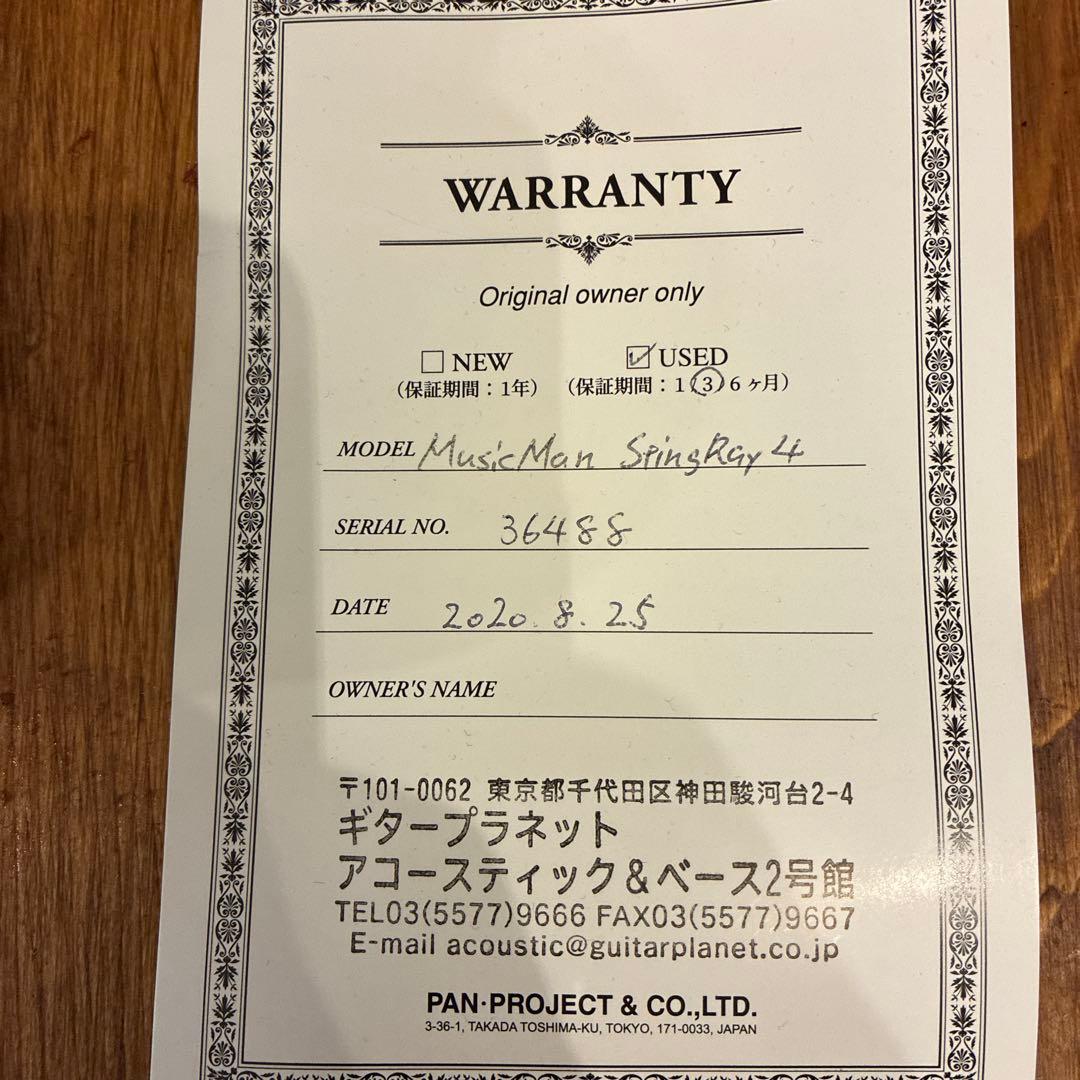 WARRANTY
Original owner only
☐ NEW ☑ USED
(保証期間：1年) (保証期間：1/3/6ヶ月)
MODEL MusicMan SpingRay 4
SERIAL NO. 36488
DATE 2020. 8. 25
OWNER'S NAME
〒101-0062 東京都千代田区神田駿河台2-4
ギタープラネット
アコースティック＆ベース2号館
TEL03(5577)9666 FAX03(5577)9667
E-mail acoustic@guitarplanet.co.jp
PAN·PROJECT & CO.,LTD.
3-36-1, TAKADA TOSHIMA-KU, TOKYO, 171-0033, JAPAN